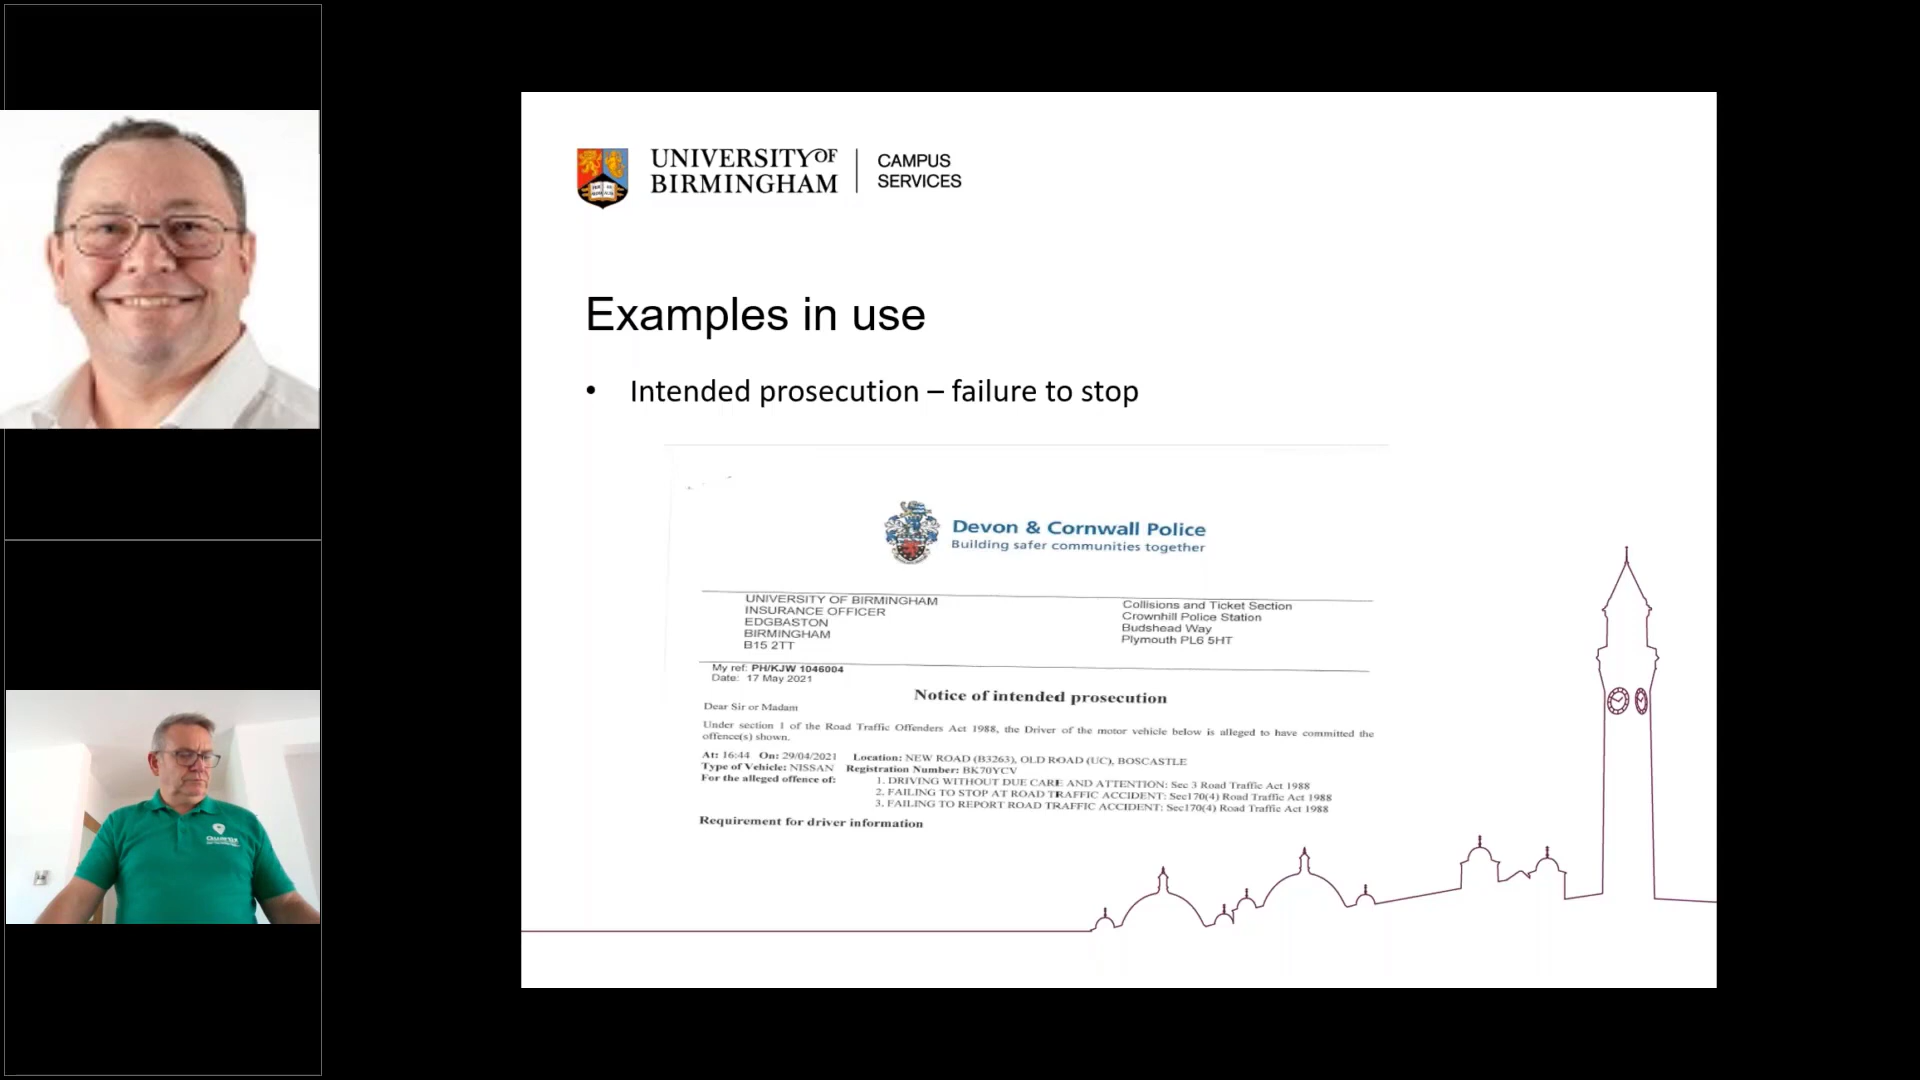 UNIVERSITY OF
BIRMINGHAM
CAMPUS
SERVICES
Examples in use
• Intended prosecution – failure to stop
Devon & Cornwall Police
Building safer communities together
UNIVERSITY OF BIRMINGHAM
INSURANCE OFFICER
EDGBASTON
BIRMINGHAM
B15 2TT
Collisions and Ticket Section
Crownhill Police Station
Budshead Way
Plymouth PL6 5HT
My ref: PH/KJW 1046004
Date: 17 May 2021
Notice of intended prosecution
Dear Sir or Madam
Under section 1 of the Road Traffic Offenders Act 1988, the Driver of the motor vehicle below is alleged to have committed the
offence(s) shown.
At: 16:44 On: 29/04/2021 Location: NEW ROAD (B3263), OLD ROAD (UC), BOSCASTLE
Type of Vehicle: NISSAN Registration Number: BK70YCV
For the alleged offence of: 1. DRIVING WITHOUT DUE CARE AND ATTENTION: Sec 3 Road Traffic Act 1988
2. FAILING TO STOP AT ROAD TRAFFIC ACCIDENT: Sec170(4) Road Traffic Act 1988
3. FAILING TO REPORT ROAD TRAFFIC ACCIDENT: Sec170(4) Road Traffic Act 1988
Requirement for driver information